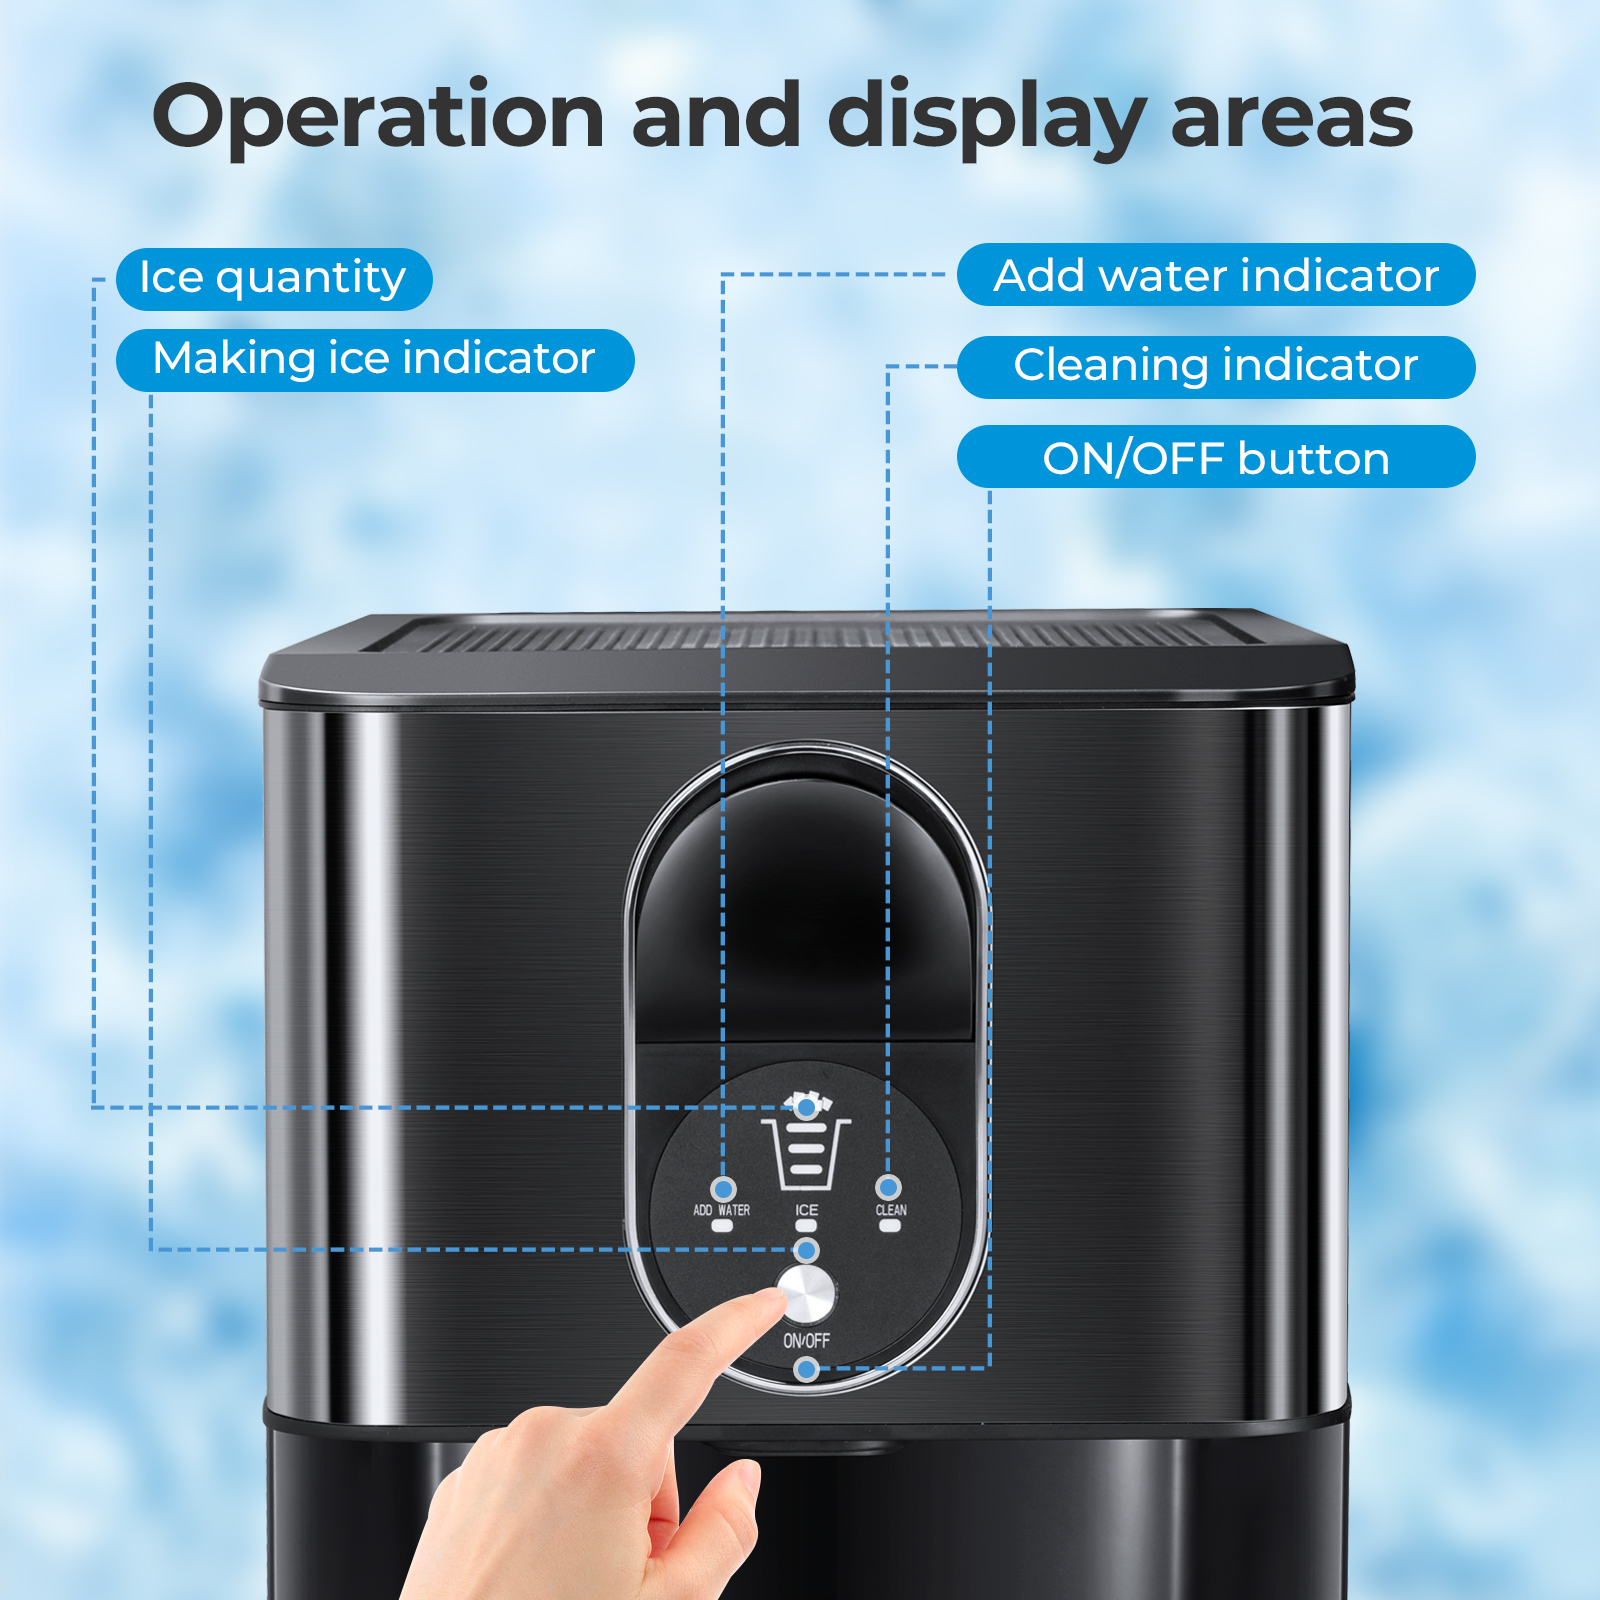 Operation and display areas
Ice quantity
Making ice indicator
Add water indicator
Cleaning indicator
ON/OFF button
ADD WATER
ICE
CLEAN
ON/OFF